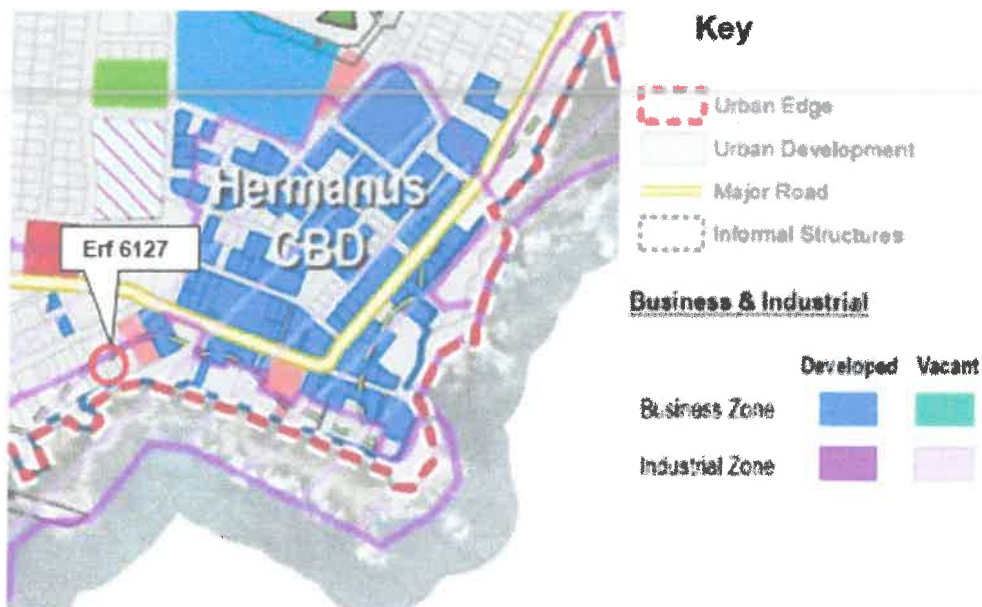 Key
Urban Edge
Urban Development
Major Road
Informal Structures
Business & Industrial
Developed Vacant
Business Zone
Industrial Zone
Hermanus
CBD
Erf 6127